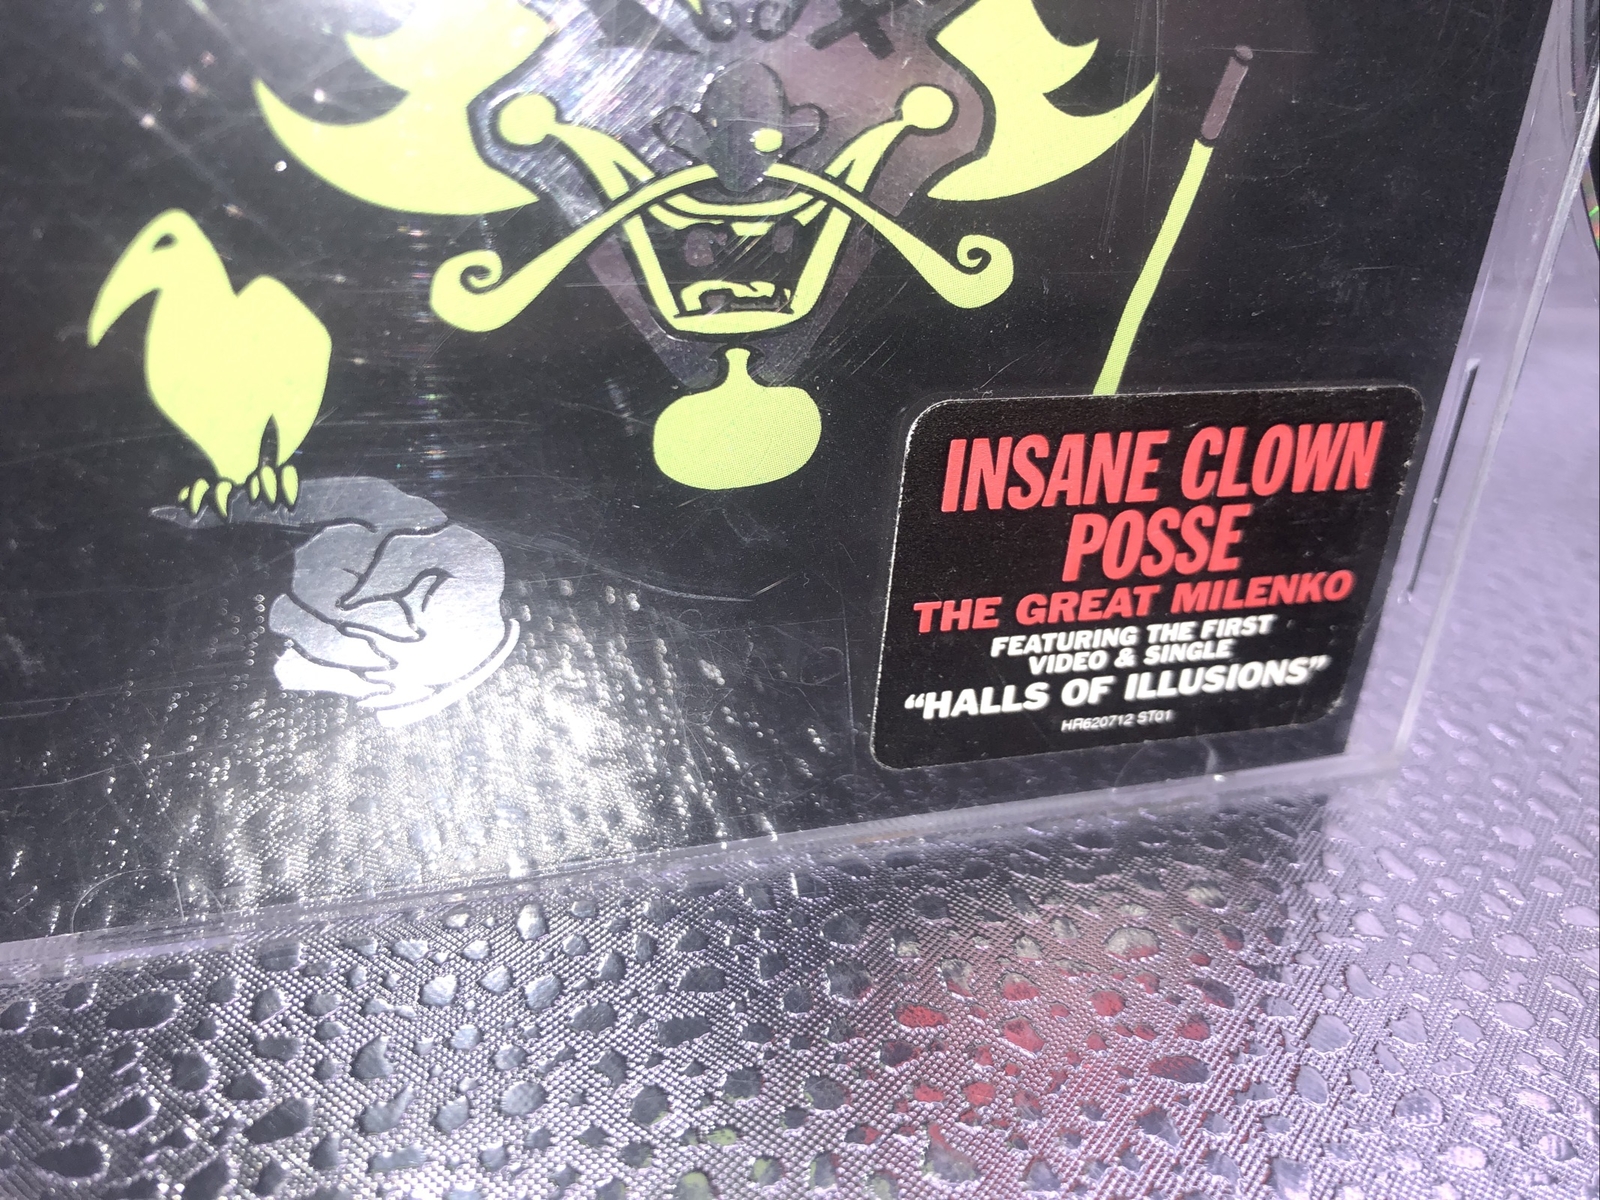 INSANE CLOWN
POSSE
THE GREAT MILENKO
FEATURING THE FIRST
VIDEO & SINGLE
“HALLS OF ILLUSIONS”
HR620712 ST01